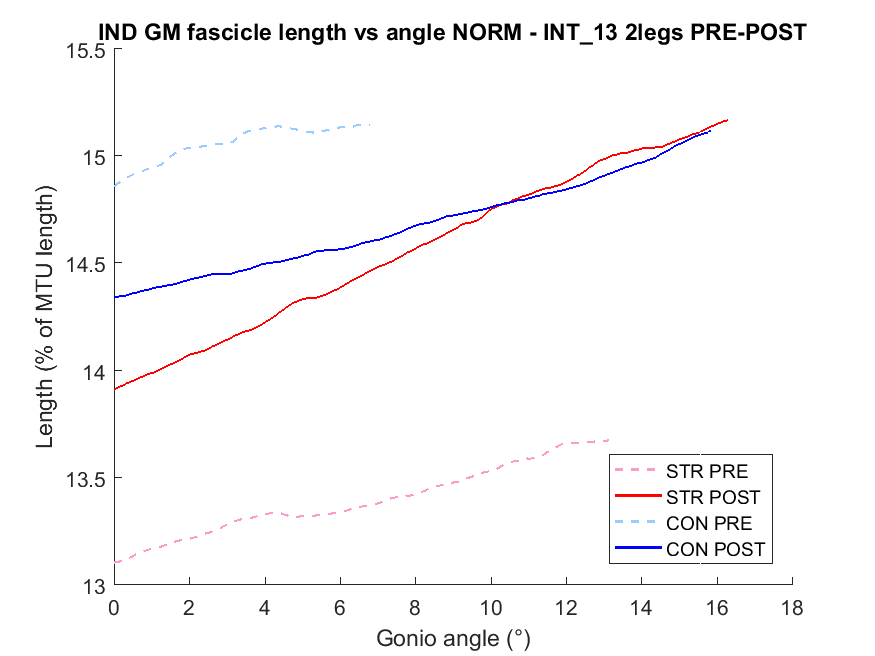 IND GM fascicle length vs angle NORM - INT_13 2legs PRE-POST
15.5
15
14.5
14
13.5
13
Length (% of MTU length)
0 2 4 6 8 10 12 14 16 18
Gonio angle (°)
STR PRE
STR POST
CON PRE
CON POST